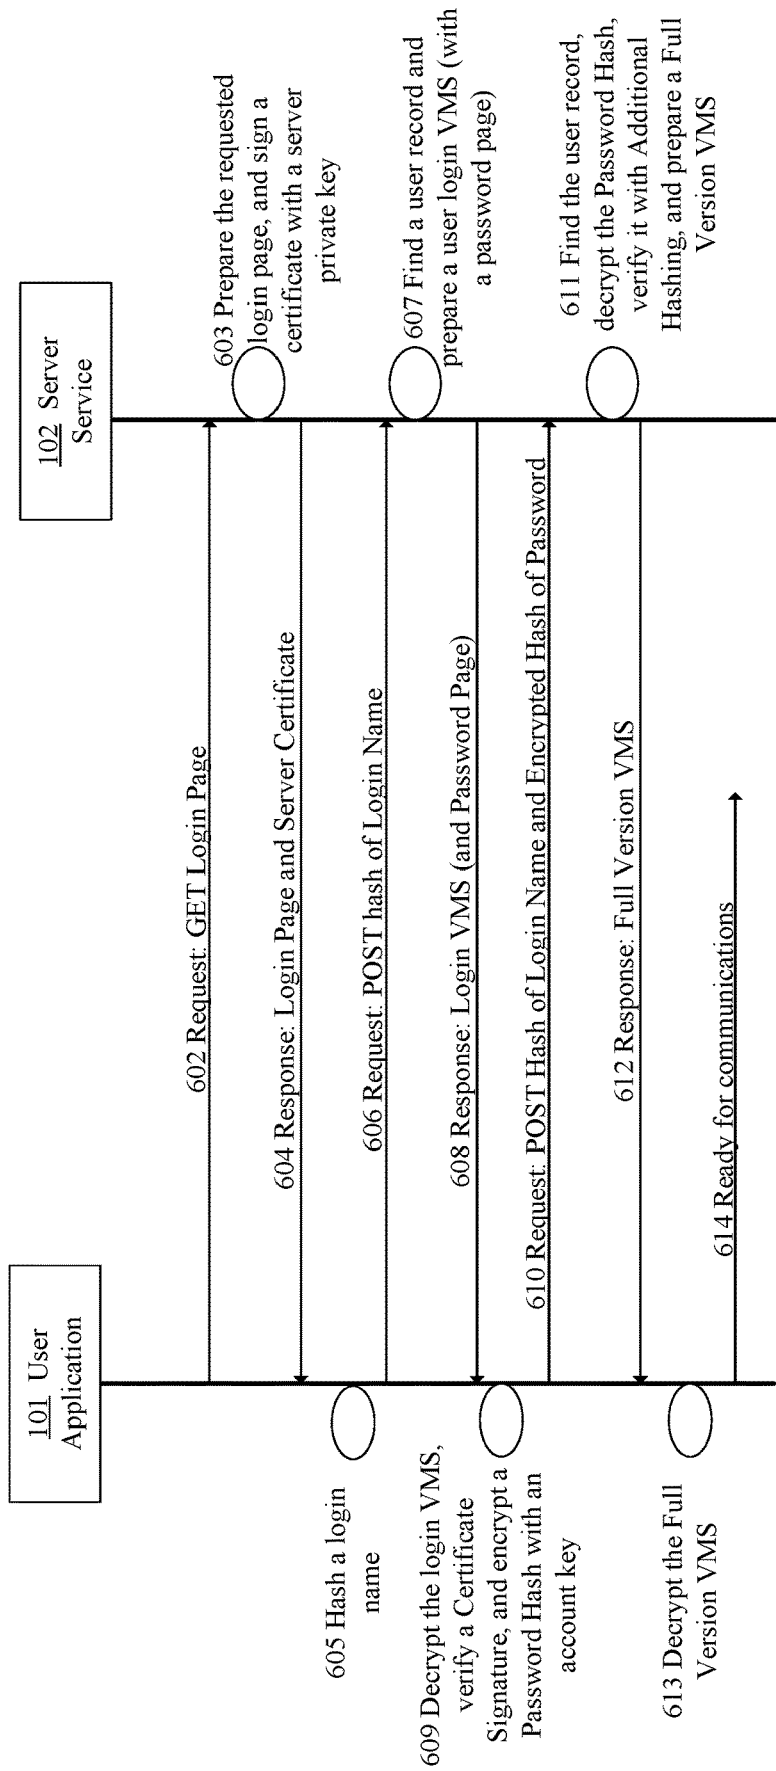 101 User
Application
102 Server
Service
602 Request: GET Login Page
603 Prepare the requested
login page, and sign a
certificate with a server
private key
604 Response: Login Page and Server Certificate
605 Hash a login
name
606 Request: POST hash of Login Name
607 Find a user record and
prepare a user login VMS (with
a password page)
608 Response: Login VMS (and Password Page)
609 Decrypt the login VMS,
verify a Certificate
Signature, and encrypt a
Password Hash with an
account key
610 Request: POST Hash of Login Name and Encrypted Hash of Password
611 Find the user record,
decrypt the Password Hash,
verify it with Additional
Hashing, and prepare a Full
Version VMS
612 Response: Full Version VMS
613 Decrypt the Full
Version VMS
614 Ready for communications